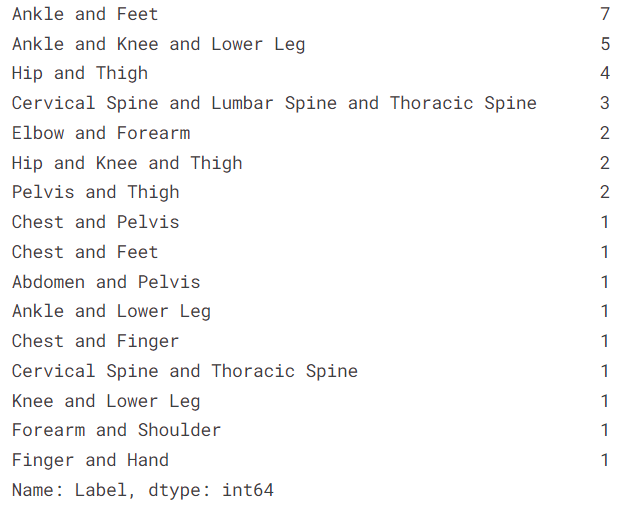 Ankle and Feet 7
Ankle and Knee and Lower Leg 5
Hip and Thigh 4
Cervical Spine and Lumbar Spine and Thoracic Spine 3
Elbow and Forearm 2
Hip and Knee and Thigh 2
Pelvis and Thigh 2
Chest and Pelvis 1
Chest and Feet 1
Abdomen and Pelvis 1
Ankle and Lower Leg 1
Chest and Finger 1
Cervical Spine and Thoracic Spine 1
Knee and Lower Leg 1
Forearm and Shoulder 1
Finger and Hand 1
Name: Label, dtype: int64